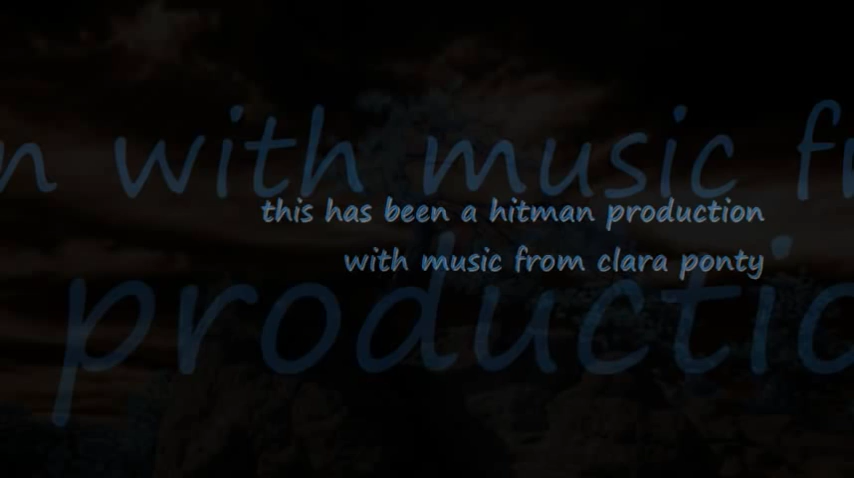 n with music fr
this has been a hitman production
with music from clara ponty
productio